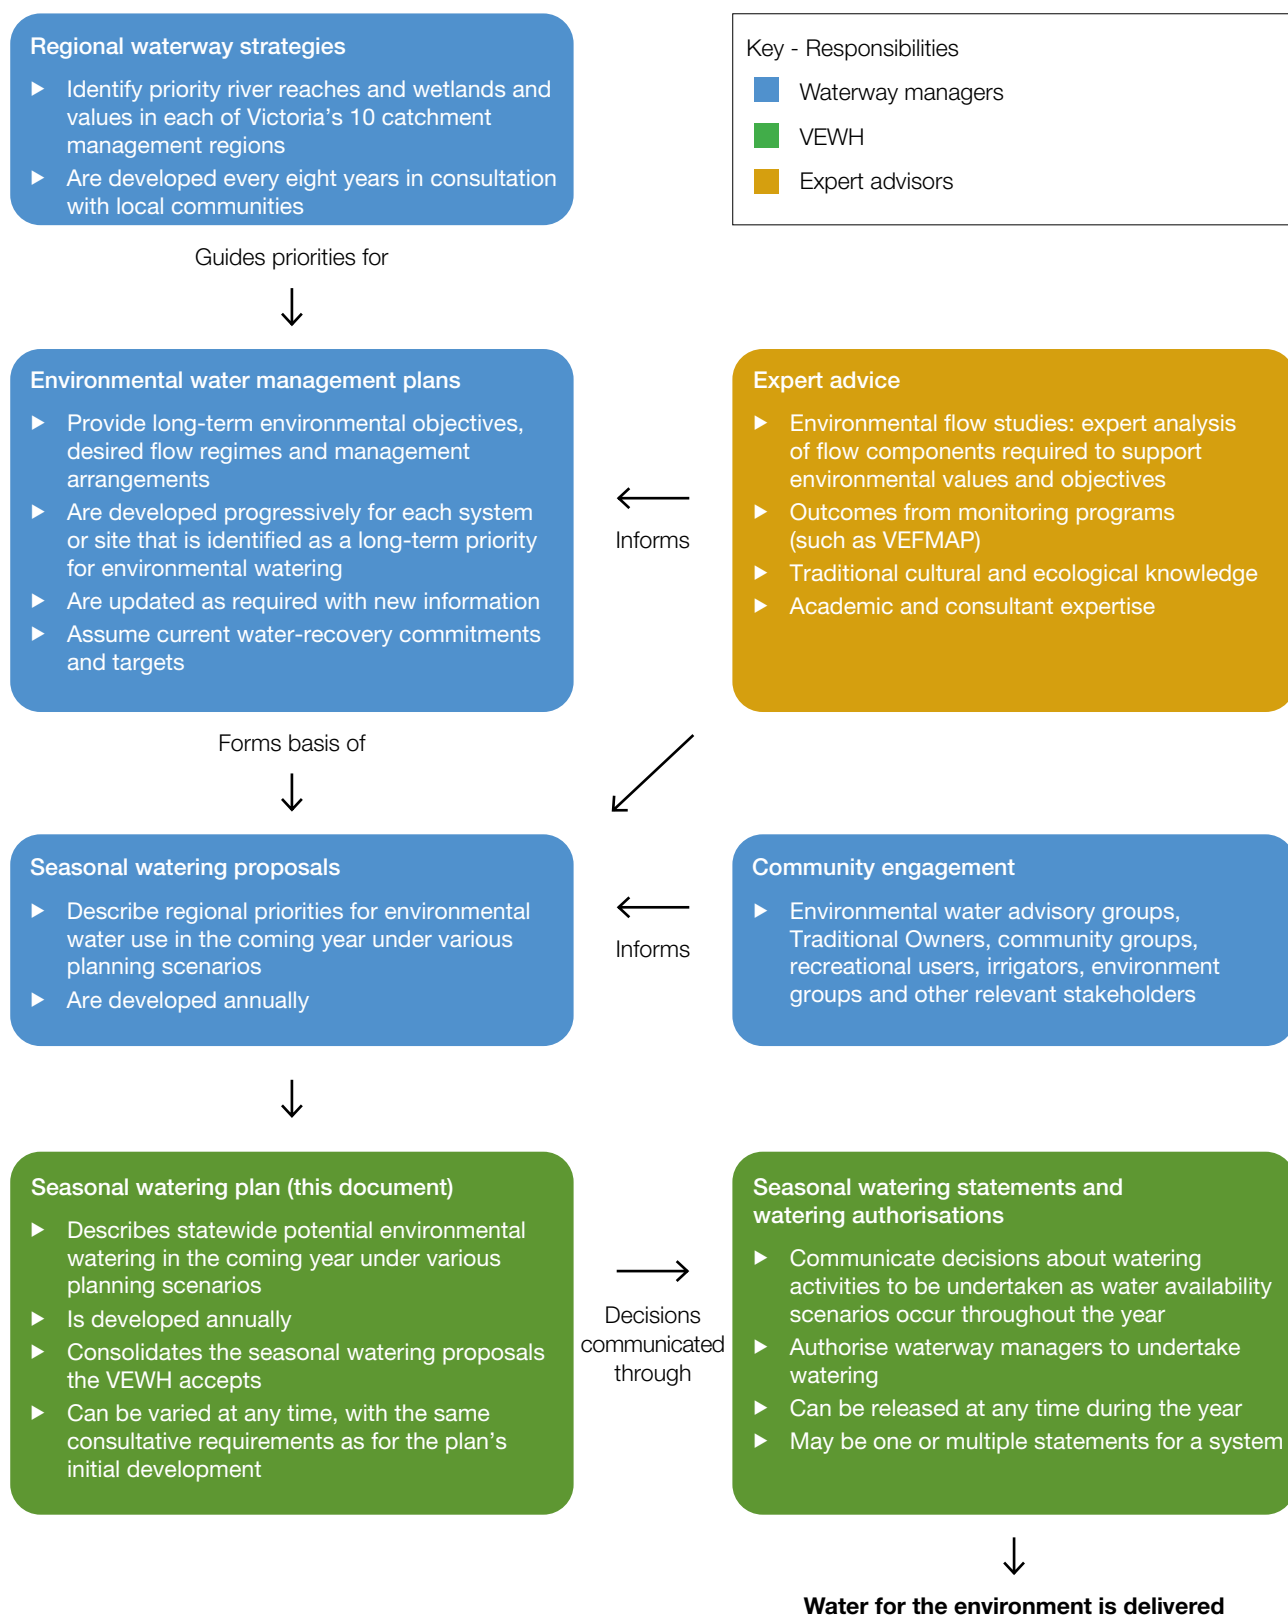 Regional waterway strategies
▶ Identify priority river reaches and wetlands and
values in each of Victoria's 10 catchment
management regions
▶ Are developed every eight years in consultation
with local communities
Key - Responsibilities
Waterway managers
VEWH
Expert advisors
Guides priorities for
Environmental water management plans
▶ Provide long-term environmental objectives,
desired flow regimes and management
arrangements
▶ Are developed progressively for each system
or site that is identified as a long-term priority
for environmental watering
▶ Are updated as required with new information
▶ Assume current water-recovery commitments
and targets
Informs
Expert advice
▶ Environmental flow studies: expert analysis
of flow components required to support
environmental values and objectives
▶ Outcomes from monitoring programs
(such as VEFMAP)
▶ Traditional cultural and ecological knowledge
▶ Academic and consultant expertise
Forms basis of
Seasonal watering proposals
▶ Describe regional priorities for environmental
water use in the coming year under various
planning scenarios
▶ Are developed annually
Informs
Community engagement
▶ Environmental water advisory groups,
Traditional Owners, community groups,
recreational users, irrigators, environment
groups and other relevant stakeholders
Seasonal watering plan (this document)
▶ Describes statewide potential environmental
watering in the coming year under various
planning scenarios
▶ Is developed annually
▶ Consolidates the seasonal watering proposals
the VEWH accepts
▶ Can be varied at any time, with the same
consultative requirements as for the plan's
initial development
Decisions
communicated
through
Seasonal watering statements and
watering authorisations
▶ Communicate decisions about watering
activities to be undertaken as water availability
scenarios occur throughout the year
▶ Authorise waterway managers to undertake
watering
▶ Can be released at any time during the year
▶ May be one or multiple statements for a system
Water for the environment is delivered